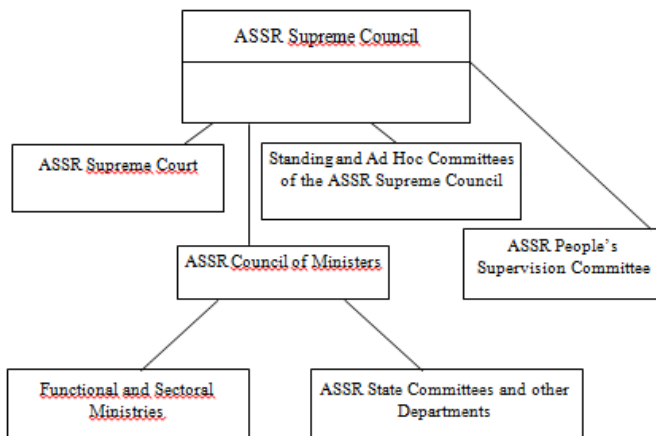 ASSR Supreme Council
ASSR Supreme Court
Standing and Ad Hoc Committees
of the ASSR Supreme Council
ASSR People’s
Supervision Committee
ASSR Council of Ministers
Functional and Sectoral
Ministries
ASSR State Committees and other
Departments